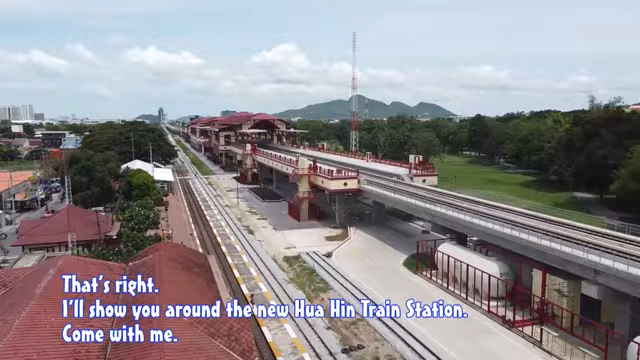 That's right.
I'll show you around the new Hua Hin Train Station.
Come with me.